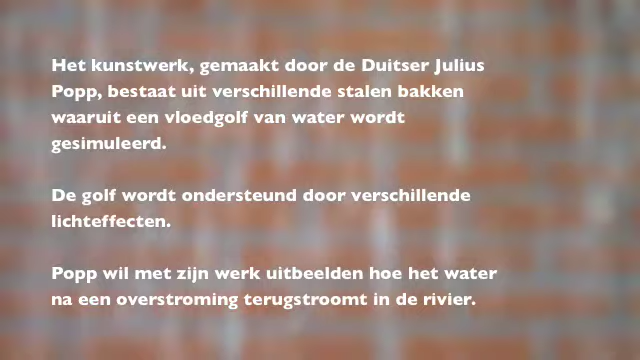 Het kunstwerk, gemaakt door de Duitser Julius
Popp, bestaat uit verschillende stalen bakken
waaruit een vloedgolf van water wordt
gesimuleerd.
De golf wordt ondersteund door verschillende
lichteffecten.
Popp wil met zijn werk uitbeelden hoe het water
na een overstroming terugstroomt in de rivier.